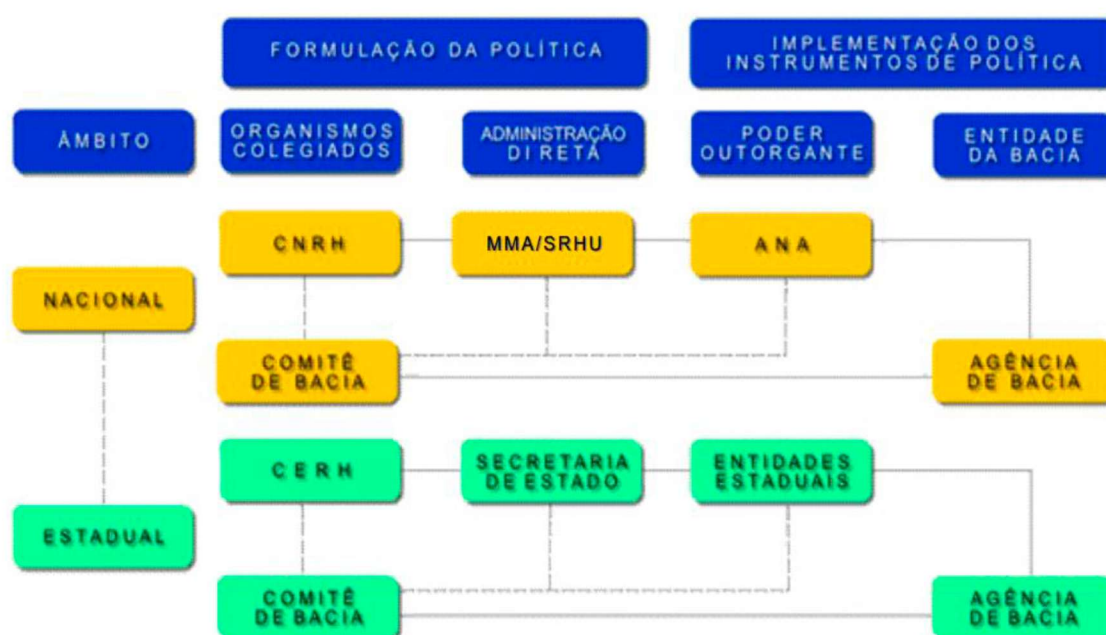 FORMULAÇÃO DA POLÍTICA
IMPLEMENTAÇÃO DOS
INSTRUMENTOS DE POLÍTICA
ÂMBITO
ORGANISMOS
COLEGIADOS
ADMINISTRAÇÃO
DIRETA
PODER
OUTORGANTE
ENTIDADE
DA BACIA
CNRH
MMA/SRHU
ANA
NACIONAL
COMITÊ
DE BACIA
AGÊNCIA
DE BACIA
CERH
SECRETARIA
DE ESTADO
ENTIDADES
ESTADUAIS
ESTADUAL
COMITÊ
DE BACIA
AGÊNCIA
DE BACIA